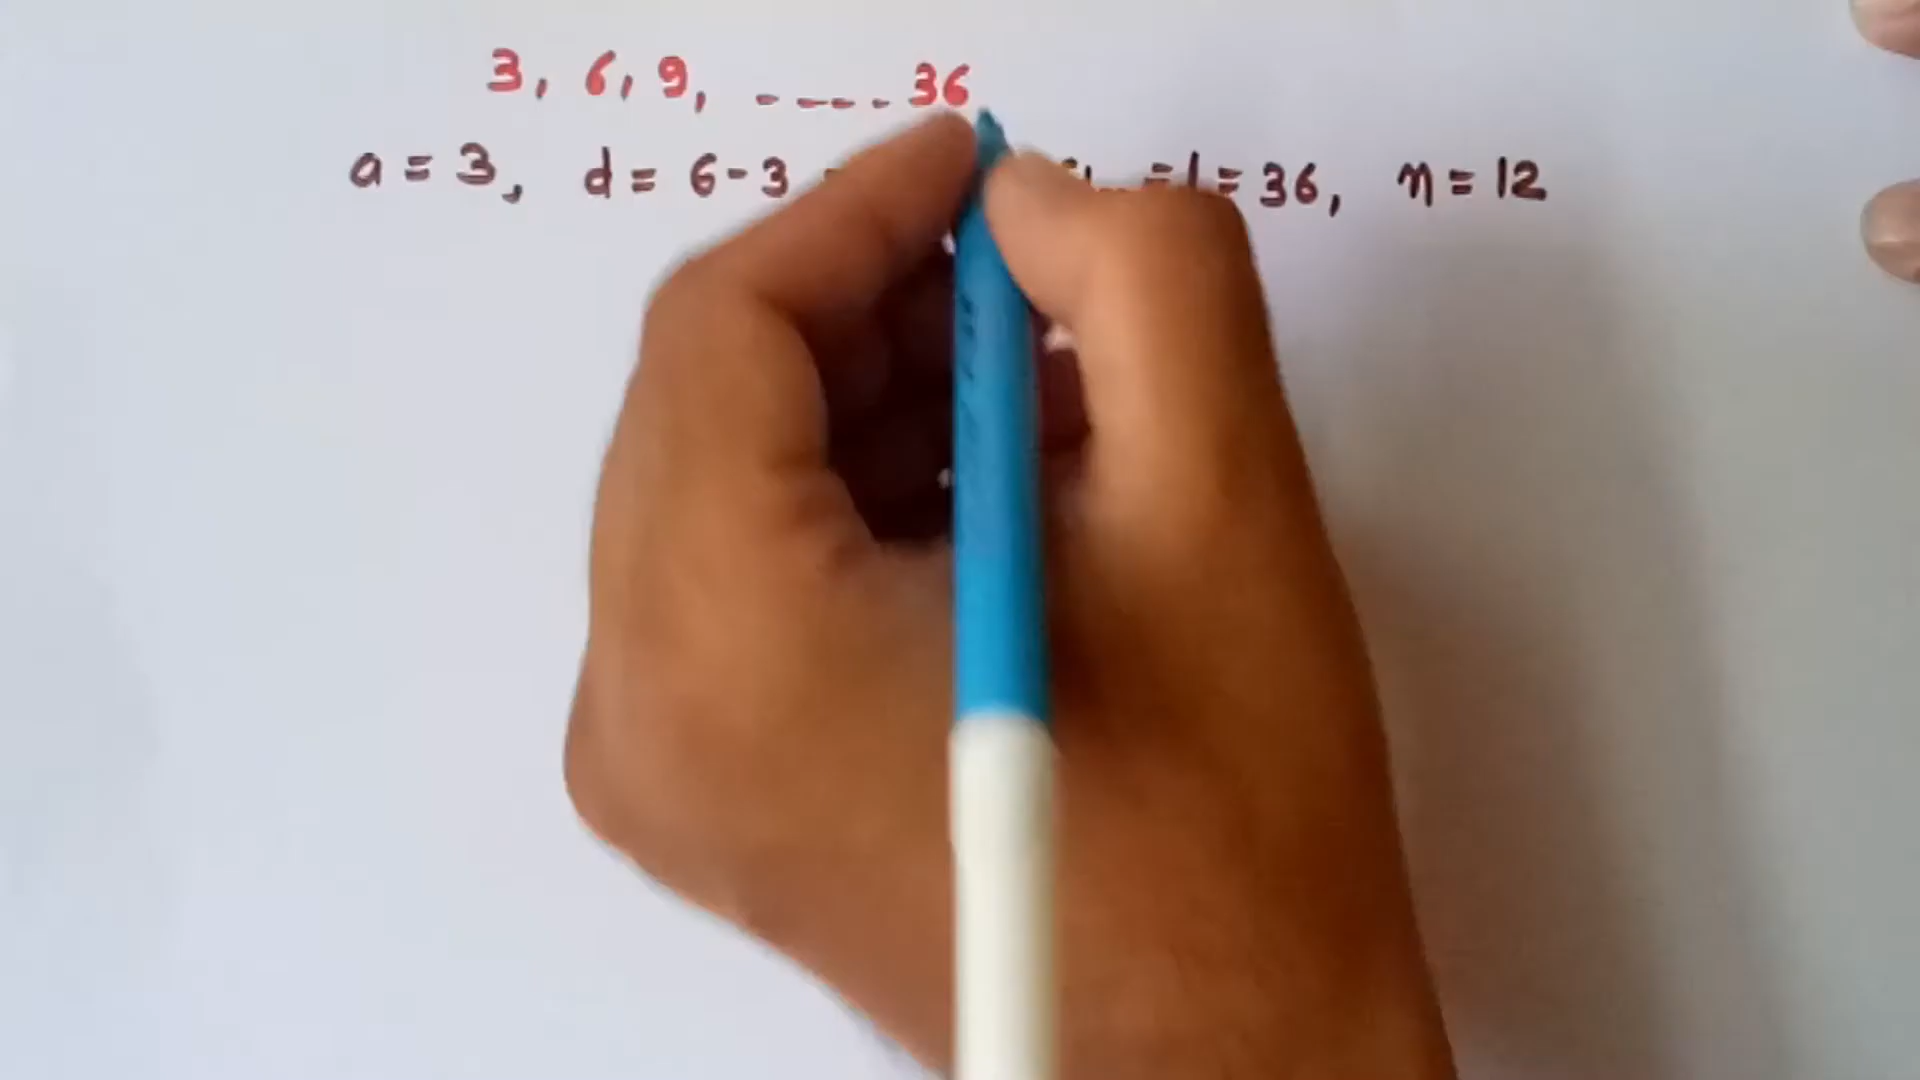 3, 6, 9, ----- 36
a = 3, d = 6-3 = l = 36, n = 12